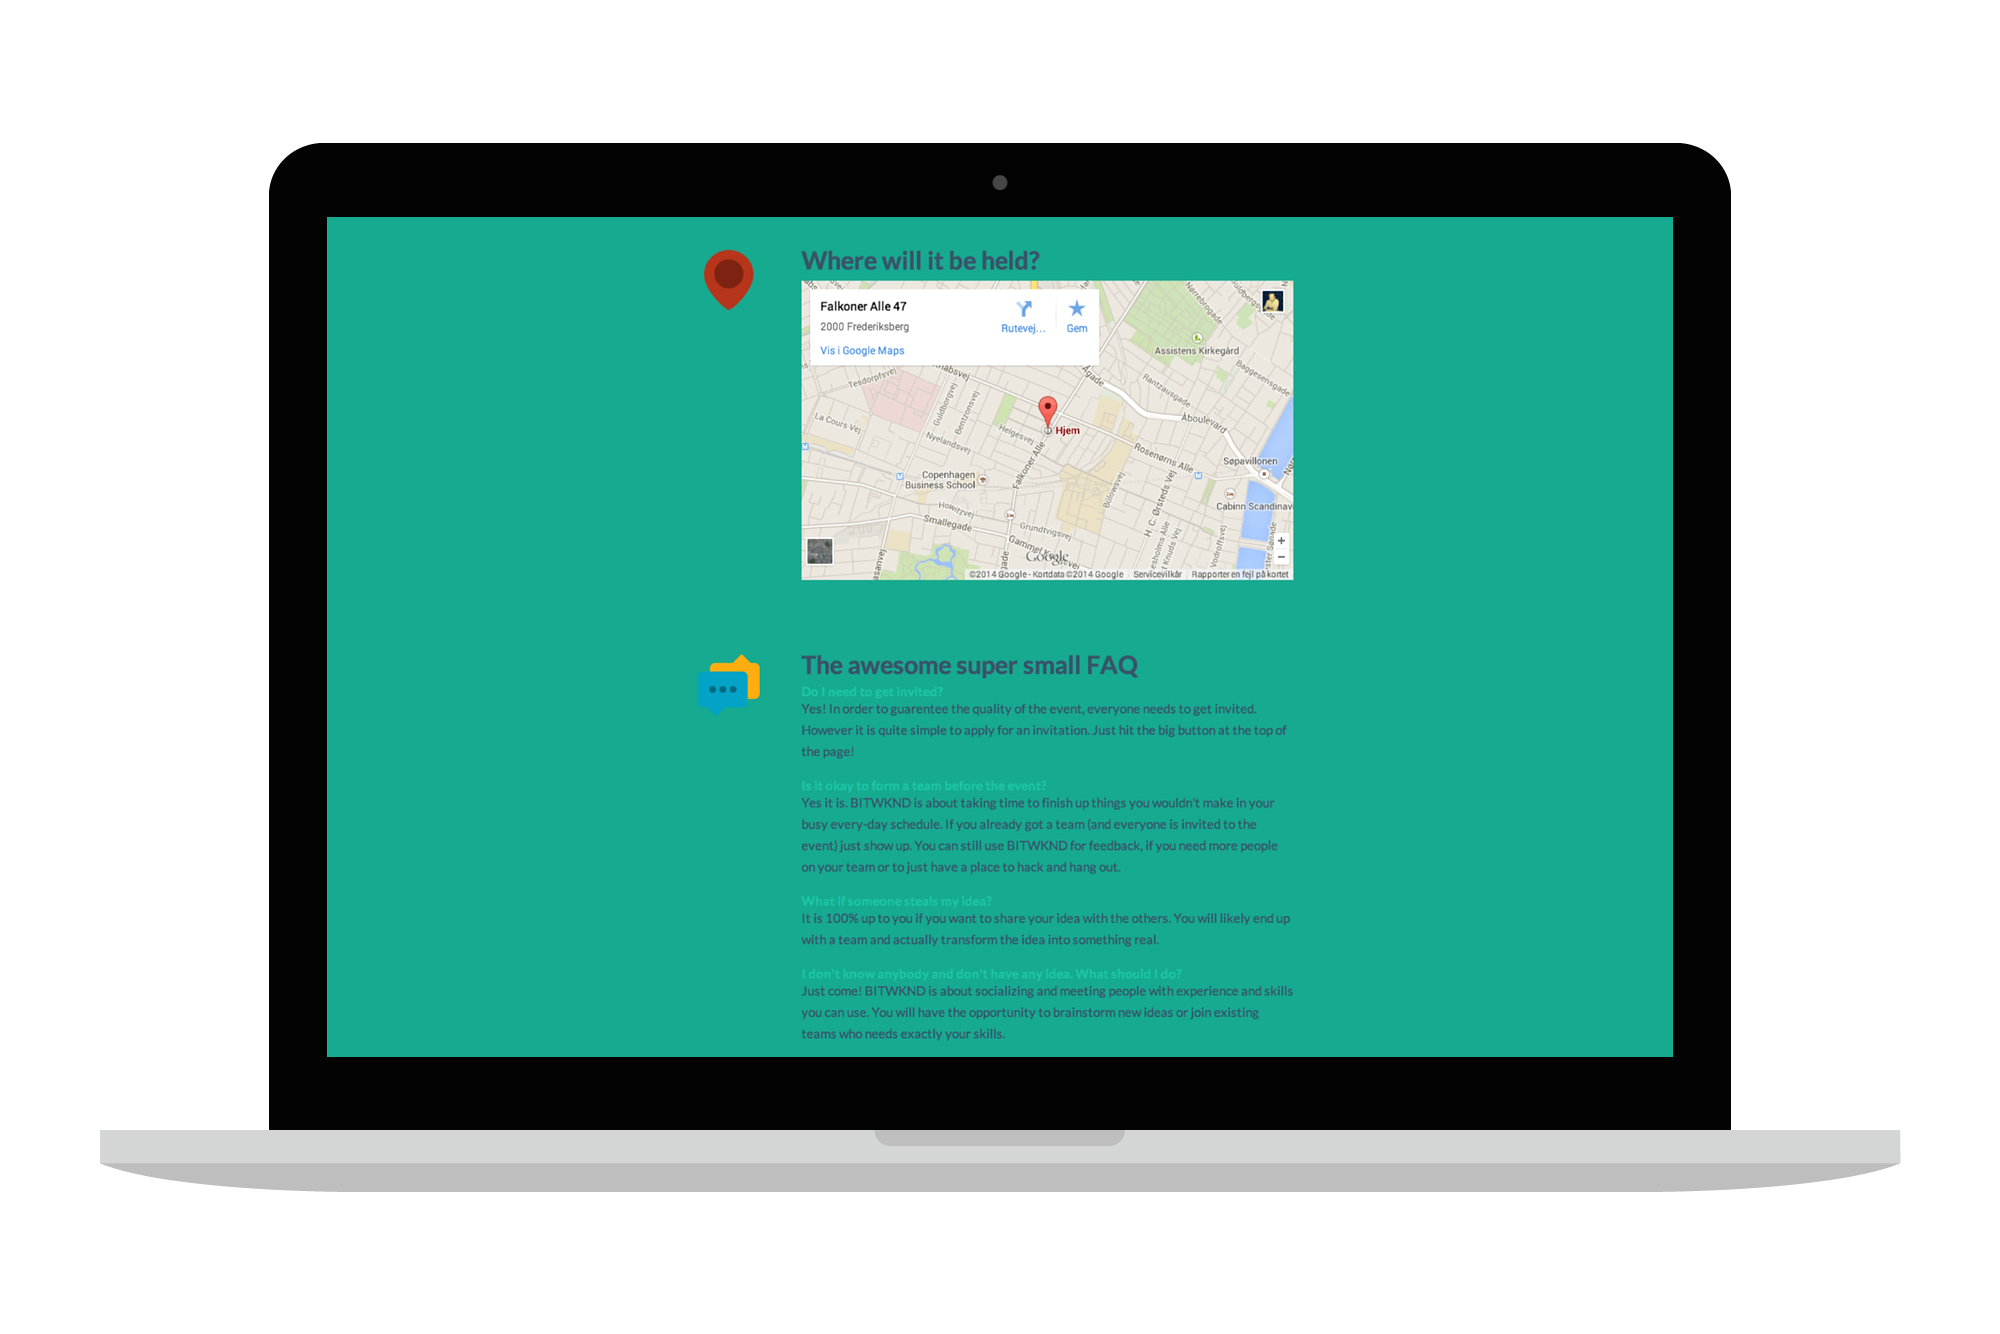 Where will it be held?
Falkoner Alle 47
2000 Frederiksberg
Vis i Google Maps
Rutevej...
Gem
Nørrebrogade
Assistens Kirkegård
Baggesensgade
Rantzausgade
Ågade
Åboulevard
Tesdorpfsvej
Guldborgvej
Bentzonsvej
La Cours Vej
Nyelandsvej
Helgesvej
Hjem
Falkoner Alle
Rosenørns Alle
Søpavillonen
Copenhagen
Business School
Bülowsvej
H. C. Ørsteds Vej
Cabinn Scandinavi
Howitzvej
Smallegade
Grundtvigsvej
Vodroffsvej
Google
©2014 Google - Kortdata ©2014 Google
Servicevilkår
Rapporter en fejl på kortet
The awesome super small FAQ
Do I need to get invited?
Yes! In order to guarentee the quality of the event, everyone needs to get invited.
However it is quite simple to apply for an invitation. Just hit the big button at the top of
the page!
Is it okay to form a team before the event?
Yes it is. BITWKND is about taking time to finish up things you wouldn't make in your
busy every-day schedule. If you already got a team (and everyone is invited to the
event) just show up. You can still use BITWKND for feedback, if you need more people
on your team or to just have a place to hack and hang out.
What if someone steals my idea?
It is 100% up to you if you want to share your idea with the others. You will likely end up
with a team and actually transform the idea into something real.
I don't know anybody and don't have any idea. What should I do?
Just come! BITWKND is about socializing and meeting people with experience and skills
you can use. You will have the opportunity to brainstorm new ideas or join existing
teams who needs exactly your skills.